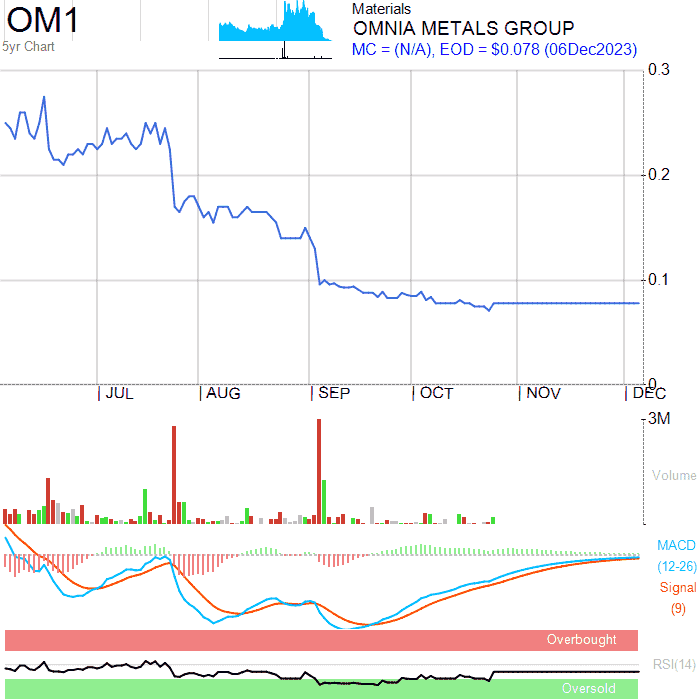 OM1
5yr Chart
Materials
OMNIA METALS GROUP
MC = (N/A), EOD = $0.078 (06Dec2023)
0.3
0.2
0.1
0
JUL
AUG
SEP
OCT
NOV
DEC
3M
Volume
MACD
(12-26)
Signal
(9)
Overbought
RSI(14)
Oversold